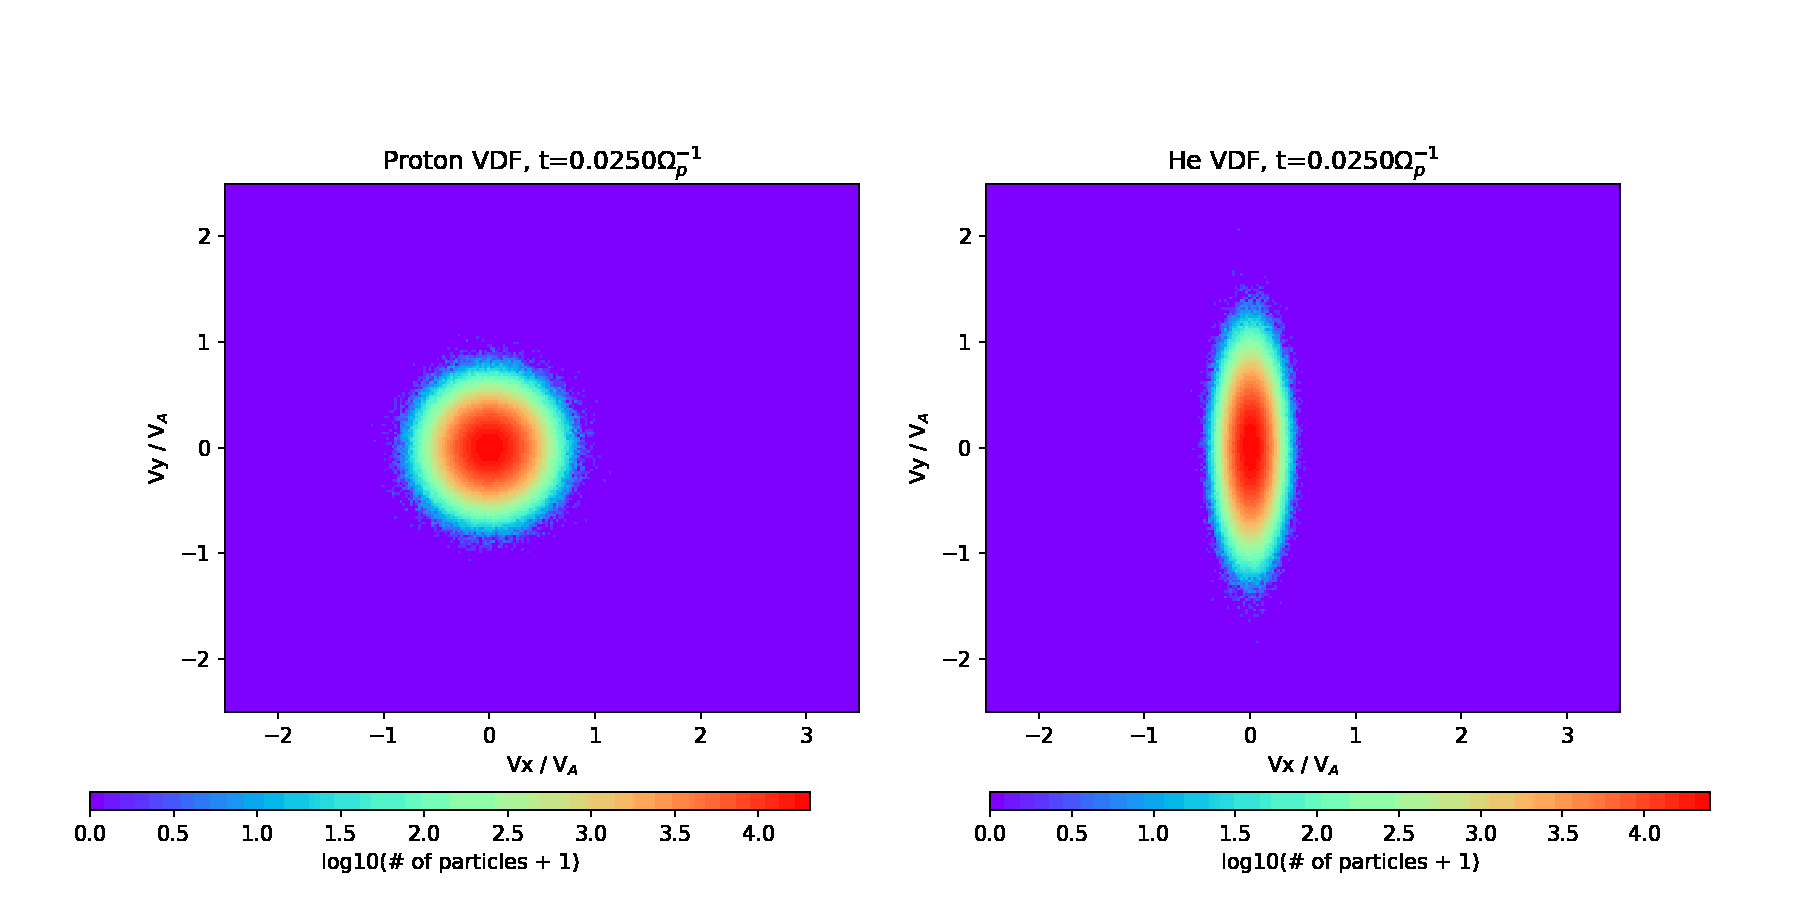 Proton VDF, t=0.0250Ω_p^{-1}
2
1
0
−1
−2
Vy / V_A
−2 −1 0 1 2 3
Vx / V_A
0.0 0.5 1.0 1.5 2.0 2.5 3.0 3.5 4.0
log10(# of particles + 1)
He VDF, t=0.0250Ω_p^{-1}
2
1
0
−1
−2
Vy / V_A
−2 −1 0 1 2 3
Vx / V_A
0.0 0.5 1.0 1.5 2.0 2.5 3.0 3.5 4.0
log10(# of particles + 1)